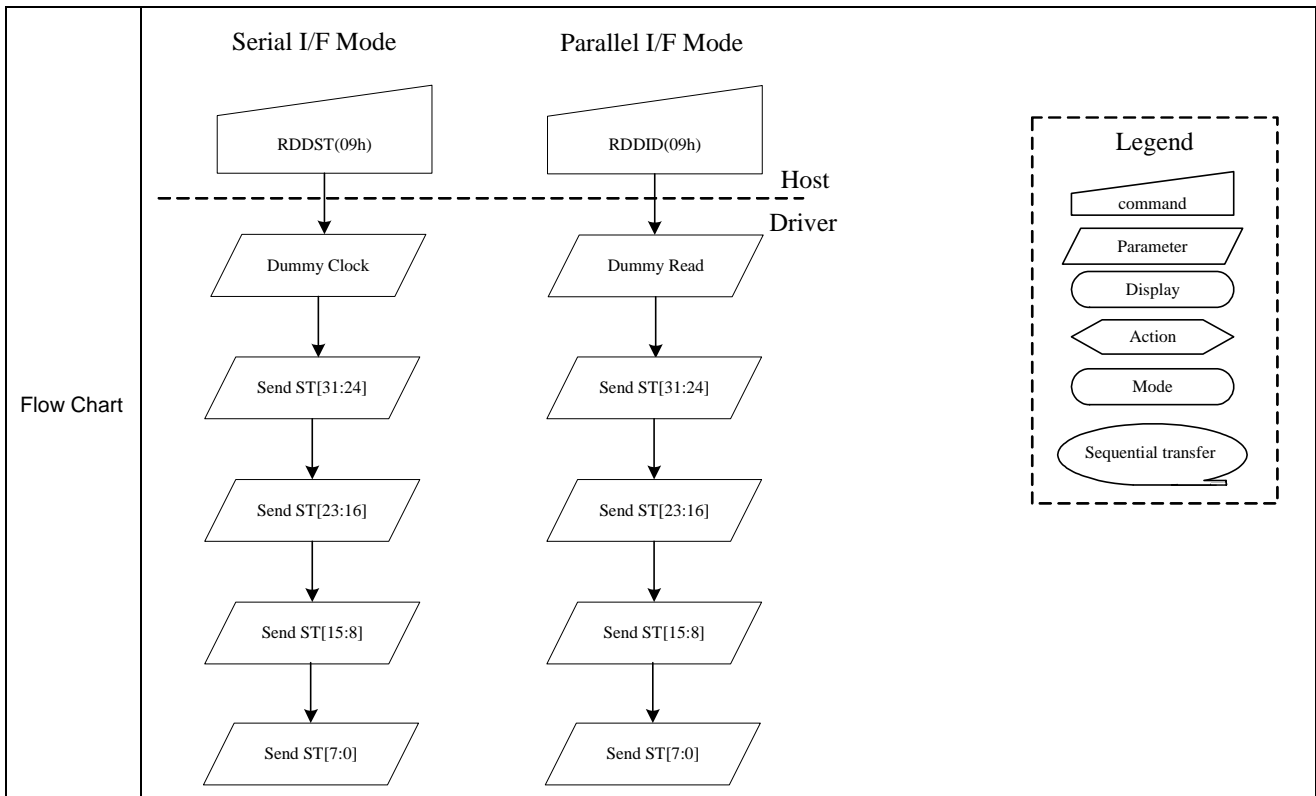 Flow Chart
Serial I/F Mode
RDDST(09h)
Dummy Clock
Send ST[31:24]
Send ST[23:16]
Send ST[15:8]
Send ST[7:0]
Parallel I/F Mode
RDDID(09h)
Dummy Read
Send ST[31:24]
Send ST[23:16]
Send ST[15:8]
Send ST[7:0]
Host
Driver
Legend
command
Parameter
Display
Action
Mode
Sequential transfer